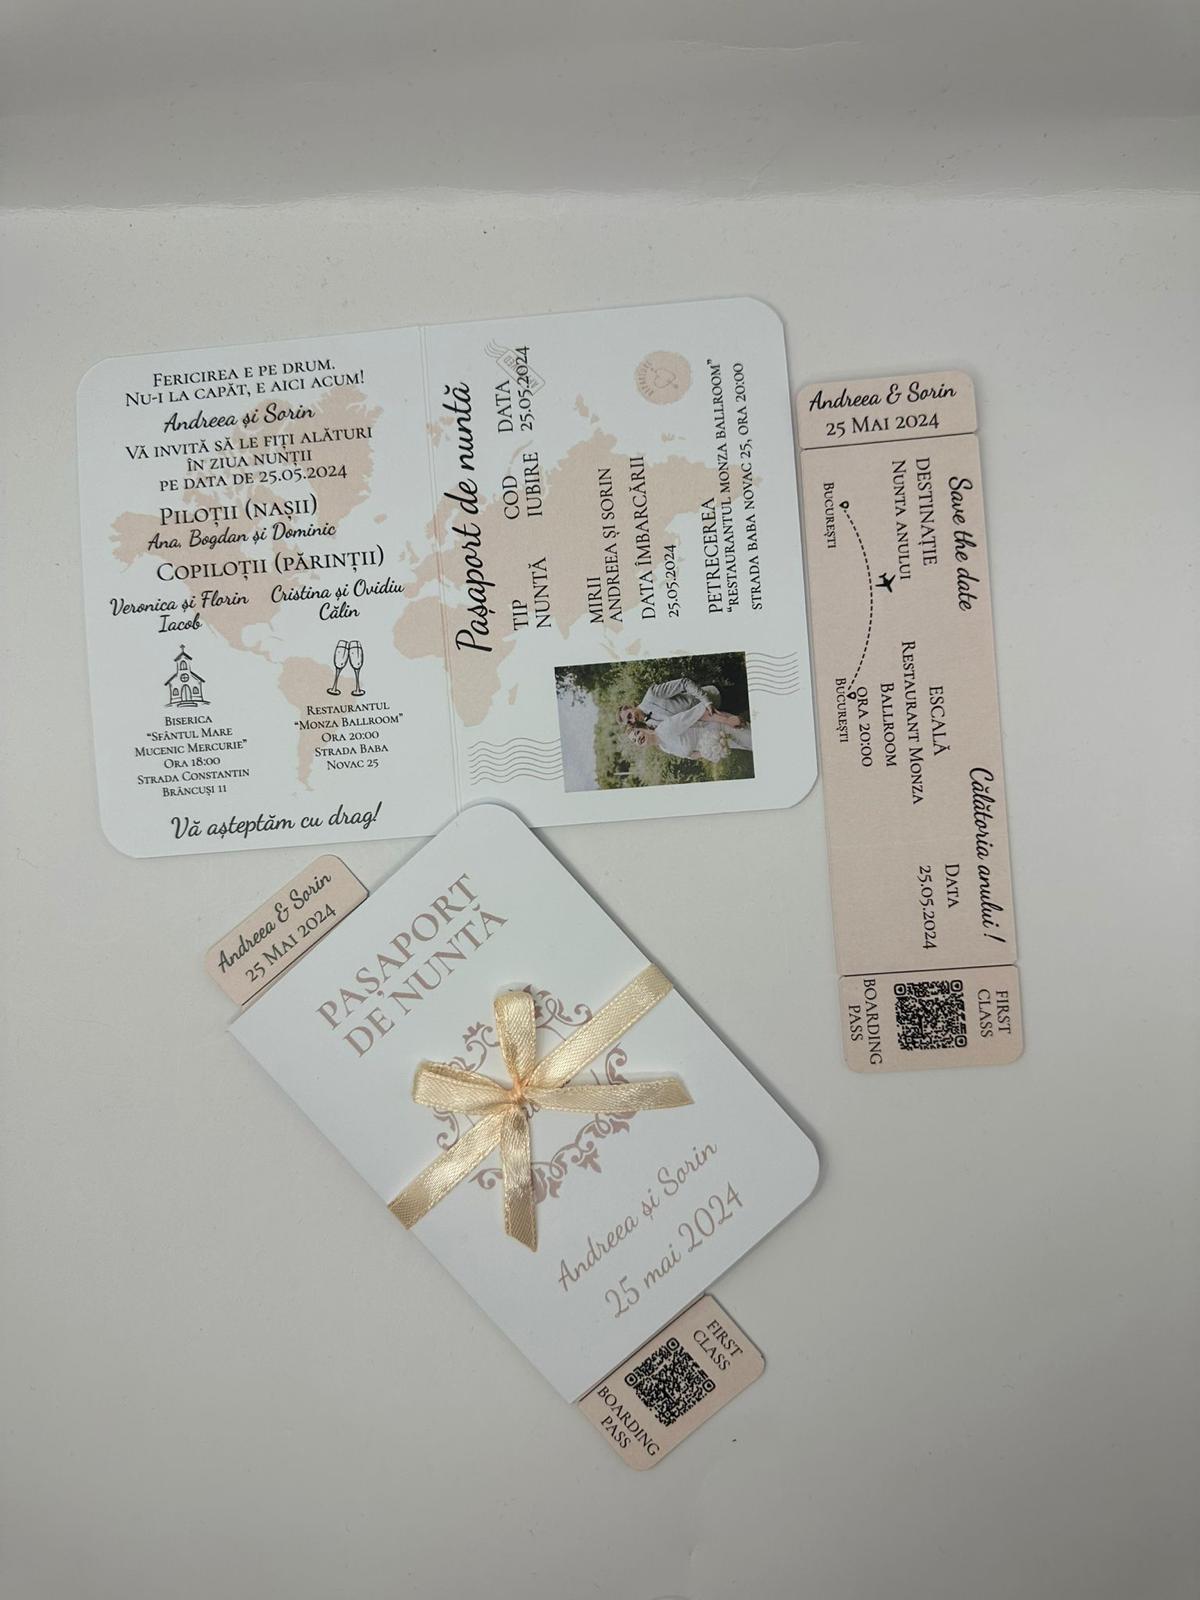 Fericirea e pe drum.
Nu-i la capăt, e aici acum!
Andreea și Sorin
Vă invită să le fiți alături
în ziua nunții
pe data de 25.05.2024
Piloții (nașii)
Ana, Bogdan și Dominic
Copiloții (părinții)
Veronica și Florin
Iacob
Cristina și Ovidiu
Călin
Biserica
"Sfântul Mare
Mucenic Mercurie"
Ora 18:00
Strada Constantin
Brâncuși 11
Restaurantul
"Monza Ballroom"
Ora 20:00
Strada Baba
Novac 25
Vă așteptăm cu drag!
Pașaport de nuntă
TIP
NUNTĂ
COD
IUBIRE
DATA
25.05.2024
MIRII
ANDREEA ȘI SORIN
DATA ÎMBARCĂRII
25.05.2024
PETRECEREA
"RESTAURANTUL MONZA BALLROOM"
STRADA BABA NOVAC 25, ORA 20:00
Andreea & Sorin
25 Mai 2024
Save the date
Călătoria anului !
DESTINAȚIE
Nunta anului
ESCALĂ
Restaurant Monza
Ballroom
ORA 20:00
Data
25.05.2024
București
București
FIRST
CLASS
BOARDING
PASS
Andreea & Sorin
25 Mai 2024
PAȘAPORT
DE NUNTĂ
Andreea și Sorin
25 mai 2024
FIRST
CLASS
BOARDING
PASS